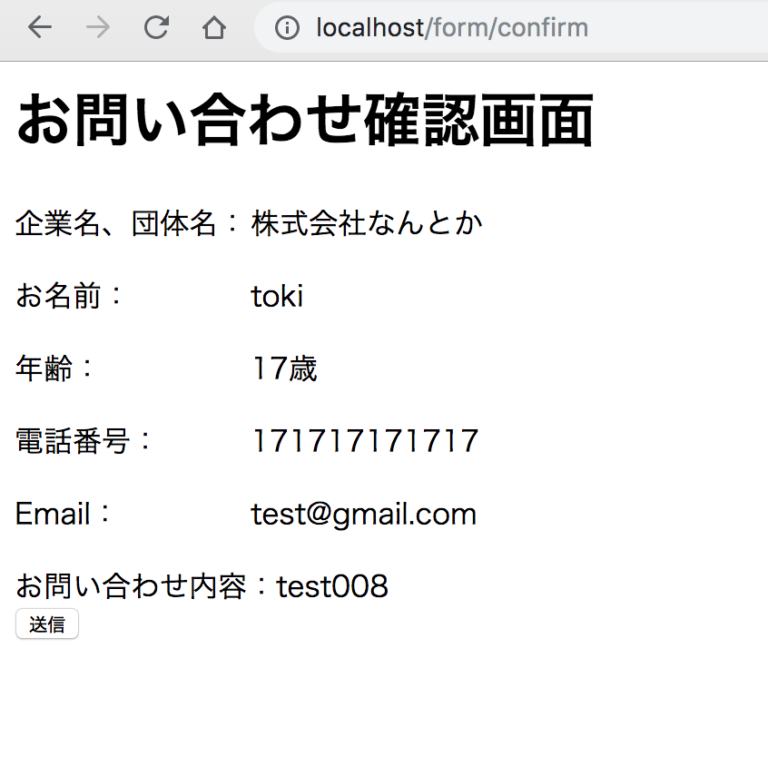 localhost/form/confirm
お問い合わせ確認画面
企業名、団体名：株式会社なんとか
お名前： toki
年齢： 17歳
電話番号： 171717171717
Email： test@gmail.com
お問い合わせ内容：test008
送信